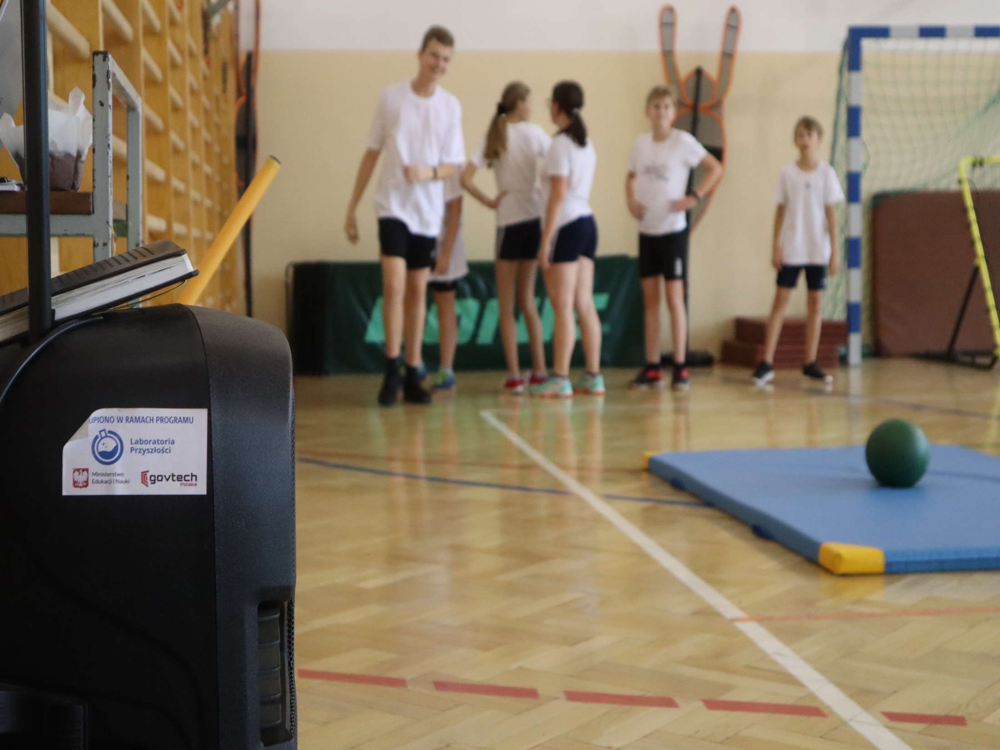 UPIONO W RAMACH PROGRAMU
Laboratoria
Przyszłości
Ministerstwo
Edukacji i Nauki
govtech
Polska